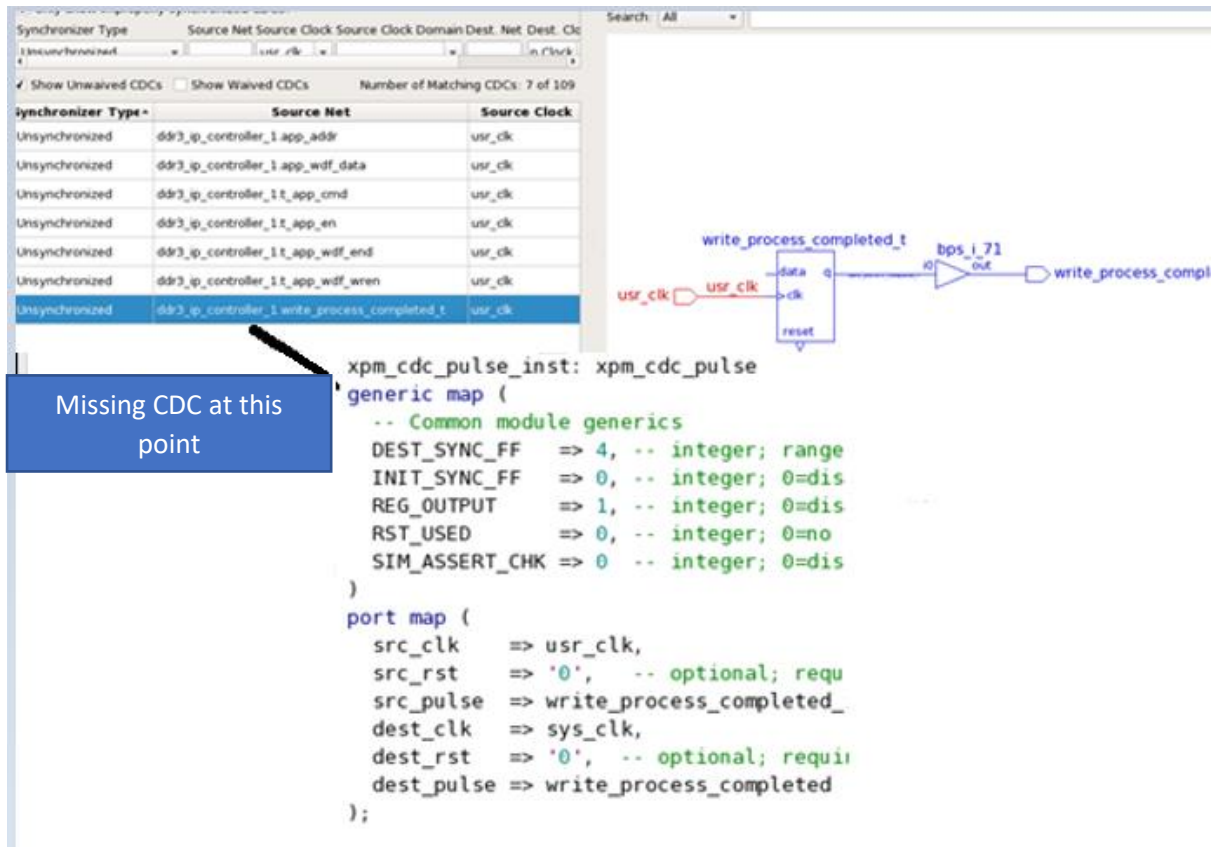 Synchronizer Type Source Net Source Clock Source Clock Domain Dest. Net Dest. Clo
Unsynchronized usr_clk n Clock
Show Unwaived CDCs Show Waived CDCs Number of Matching CDCs: 7 of 109
Synchronizer Type Source Net Source Clock
Unsynchronized ddr3_ip_controller_1.app_addr usr_clk
Unsynchronized ddr3_ip_controller_1.app_wdf_data usr_clk
Unsynchronized ddr3_ip_controller_1.t_app_cmd usr_clk
Unsynchronized ddr3_ip_controller_1.t_app_en usr_clk
Unsynchronized ddr3_ip_controller_1.t_app_wdf_end usr_clk
Unsynchronized ddr3_ip_controller_1.t_app_wdf_wren usr_clk
Unsynchronized ddr3_ip_controller_1.write_process_completed_t usr_clk
Search: All
write_process_completed_t
bps_i_71
data q
i0 out
write_process_compl
usr_clk usr_clk
clk
reset
Missing CDC at this
point
xpm_cdc_pulse_inst: xpm_cdc_pulse
generic map (
-- Common module generics
DEST_SYNC_FF => 4, -- integer; range
INIT_SYNC_FF => 0, -- integer; 0=dis
REG_OUTPUT => 1, -- integer; 0=dis
RST_USED => 0, -- integer; 0=no
SIM_ASSERT_CHK => 0 -- integer; 0=dis
)
port map (
src_clk => usr_clk,
src_rst => '0', -- optional; requ
src_pulse => write_process_completed_
dest_clk => sys_clk,
dest_rst => '0', -- optional; requi
dest_pulse => write_process_completed
);